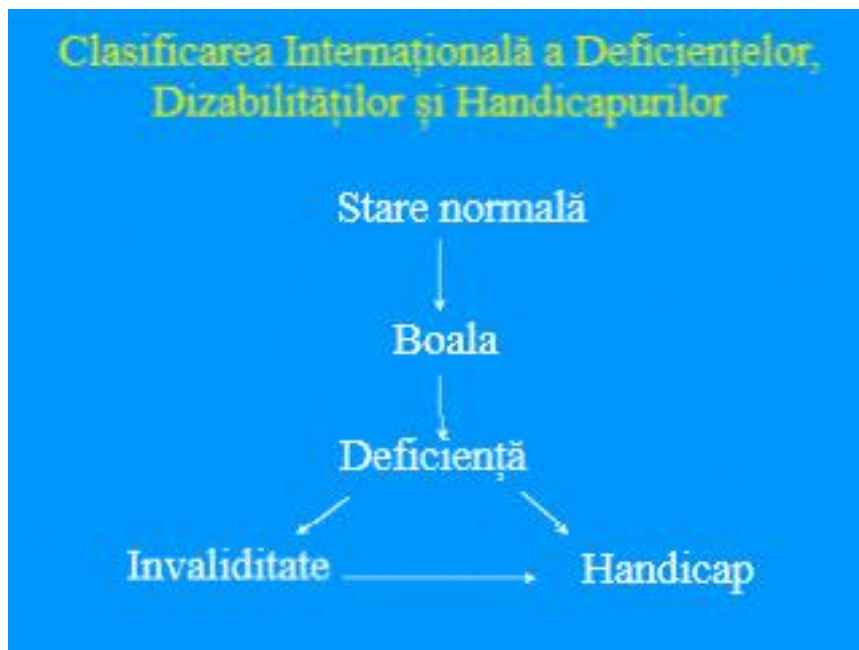 Clasificarea Internațională a Deficiențelor,
Dizabilităților și Handicapurilor
Stare normală
Boala
Deficiență
Invaliditate
Handicap